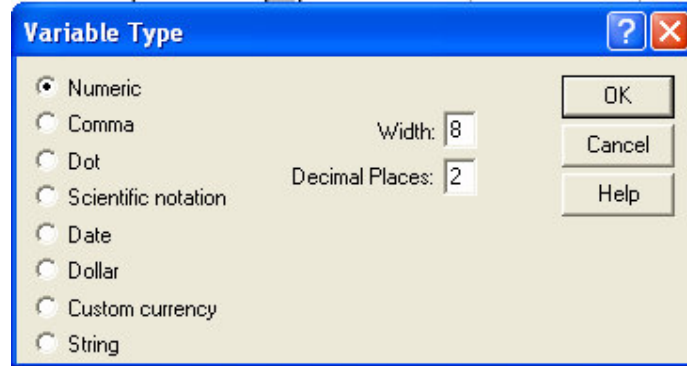 Variable Type
Numeric
Comma
Dot
Scientific notation
Date
Dollar
Custom currency
String
Width: 8
Decimal Places: 2
OK
Cancel
Help